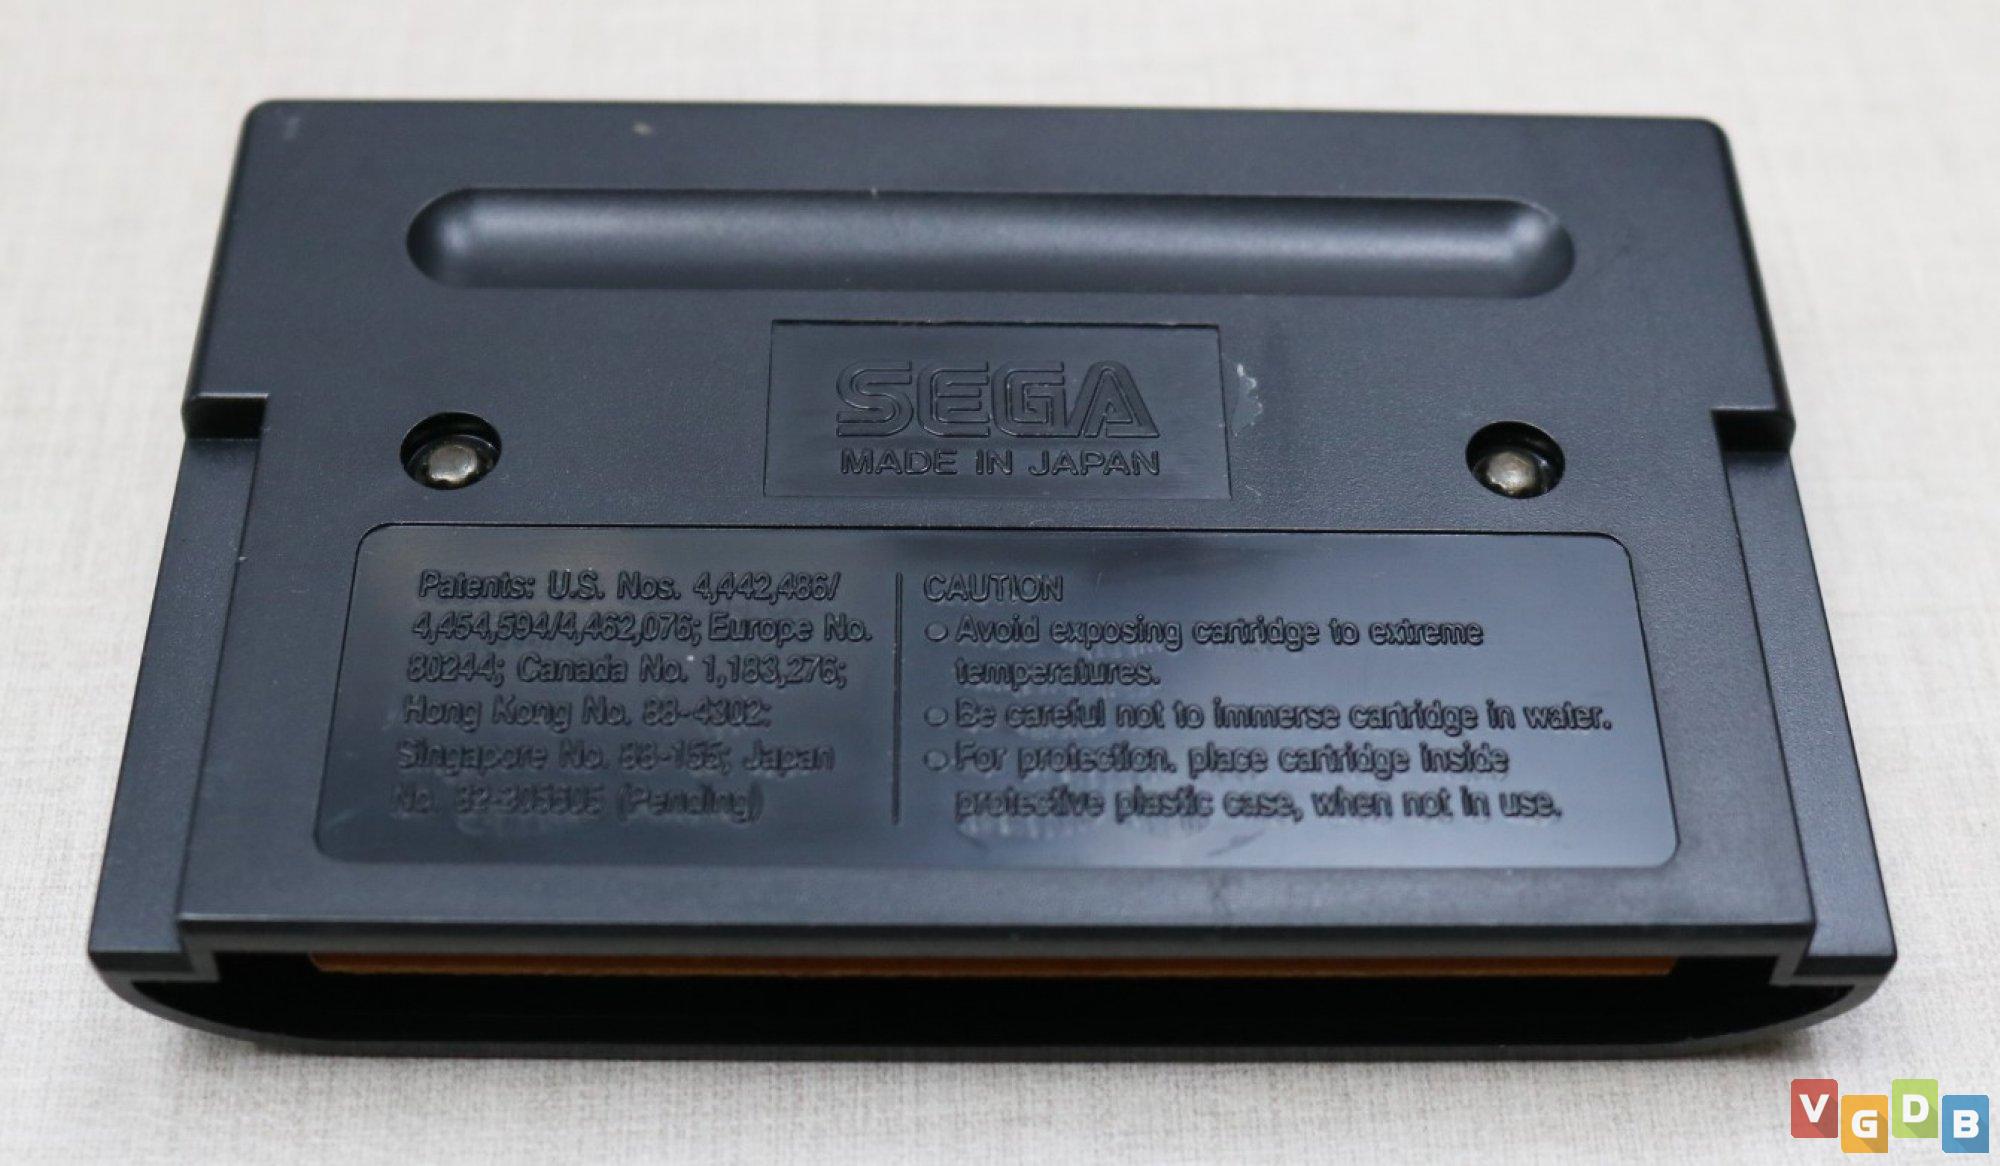 SEGA
MADE IN JAPAN
Patents: U.S. Nos. 4,442,486/
4,454,594/4,462,076; Europe No.
80244; Canada No. 1,183,276;
Hong Kong No. 88-4302;
Singapore No. 88-155; Japan
No. 82-205605 (Pending)
CAUTION
○ Avoid exposing cartridge to extreme
temperatures.
○ Be careful not to immerse cartridge in water.
○ For protection, place cartridge inside
protective plastic case, when not in use.
VGDB